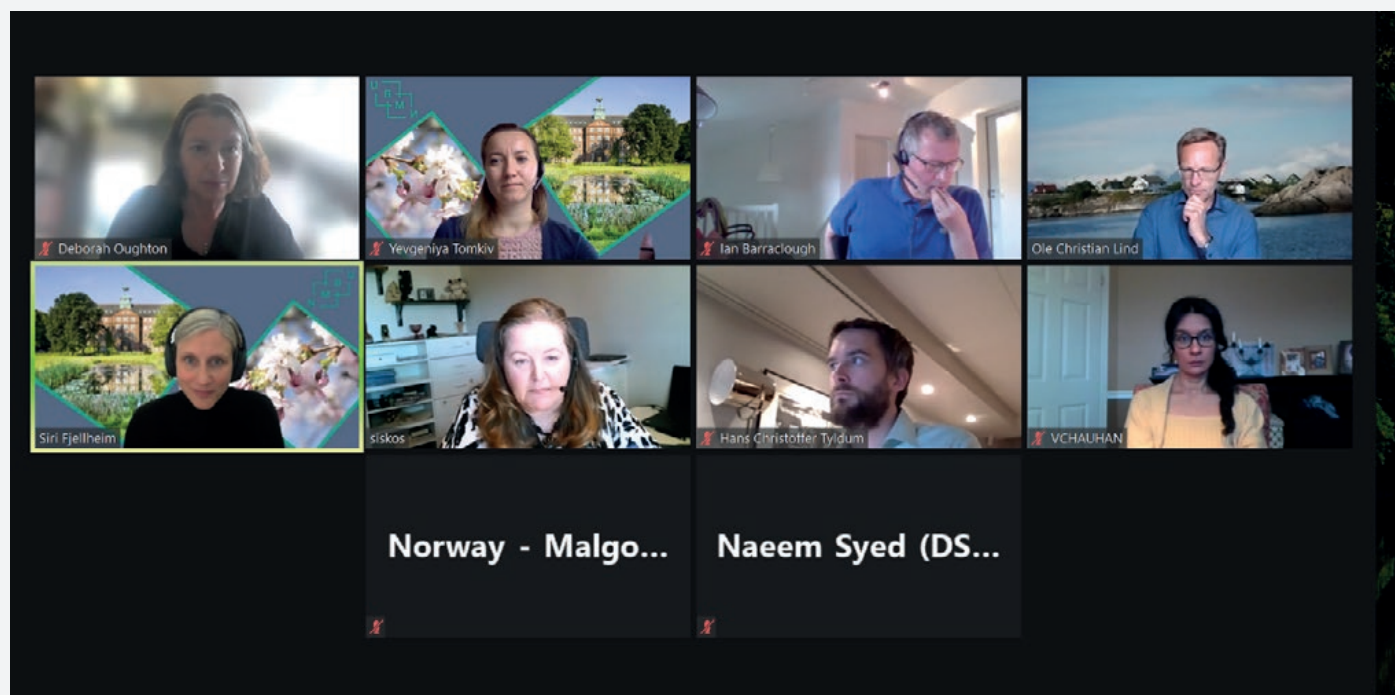 U
R
M
N
Deborah Oughton
Yevgeniya Tomkiv
Ian Barraclough
Ole Christian Lind
Siri Fjellheim
siskos
Hans Christoffer Tyldum
VCHAUHAN
Norway - Malgo...
Naeem Syed (DS...